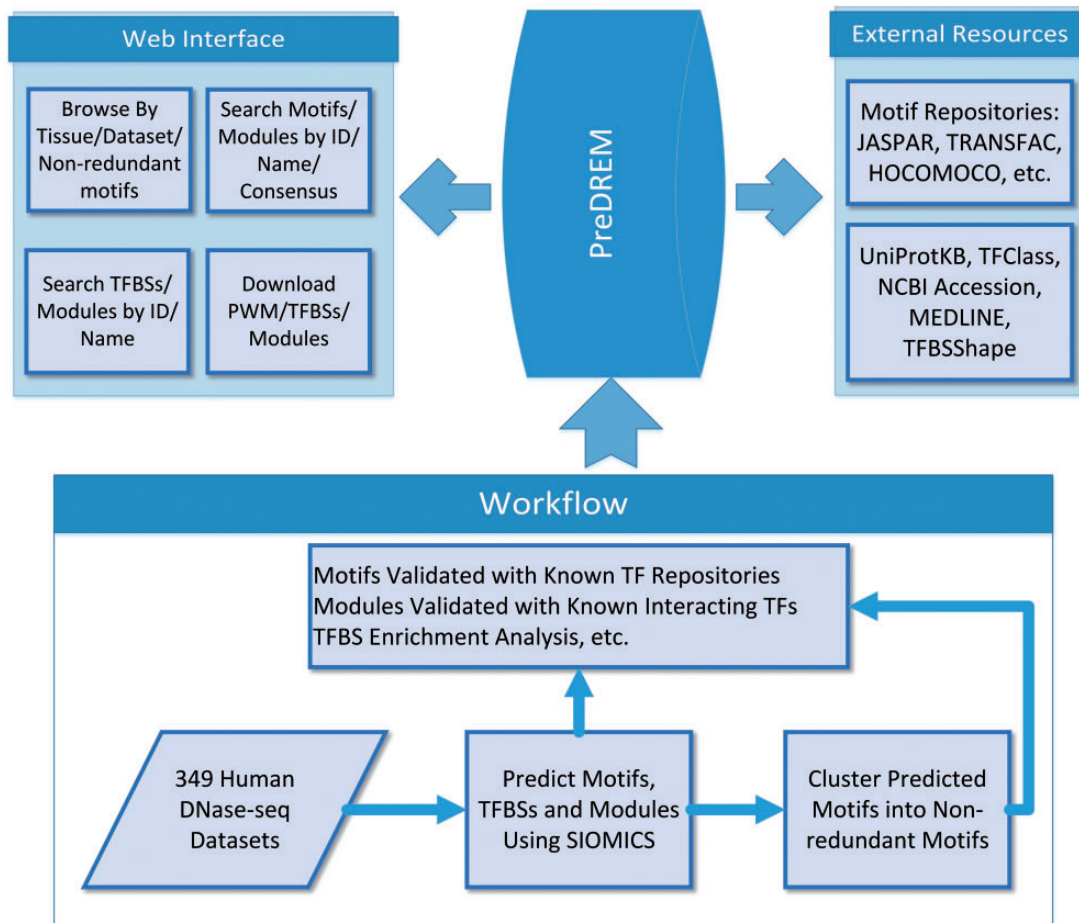 Web Interface
Browse By
Tissue/Dataset/
Non-redundant
motifs
Search Motifs/
Modules by ID/
Name/
Consensus
Search TFBSs/
Modules by ID/
Name
Download
PWM/TFBSs/
Modules
PreDREM
External Resources
Motif Repositories:
JASPAR, TRANSFAC,
HOCOMOCO, etc.
UniProtKB, TFClass,
NCBI Accession,
MEDLINE,
TFBSShape
Workflow
Motifs Validated with Known TF Repositories
Modules Validated with Known Interacting TFs
TFBS Enrichment Analysis, etc.
349 Human
DNase-seq
Datasets
Predict Motifs,
TFBSs and Modules
Using SIOMICS
Cluster Predicted
Motifs into Non-
redundant Motifs